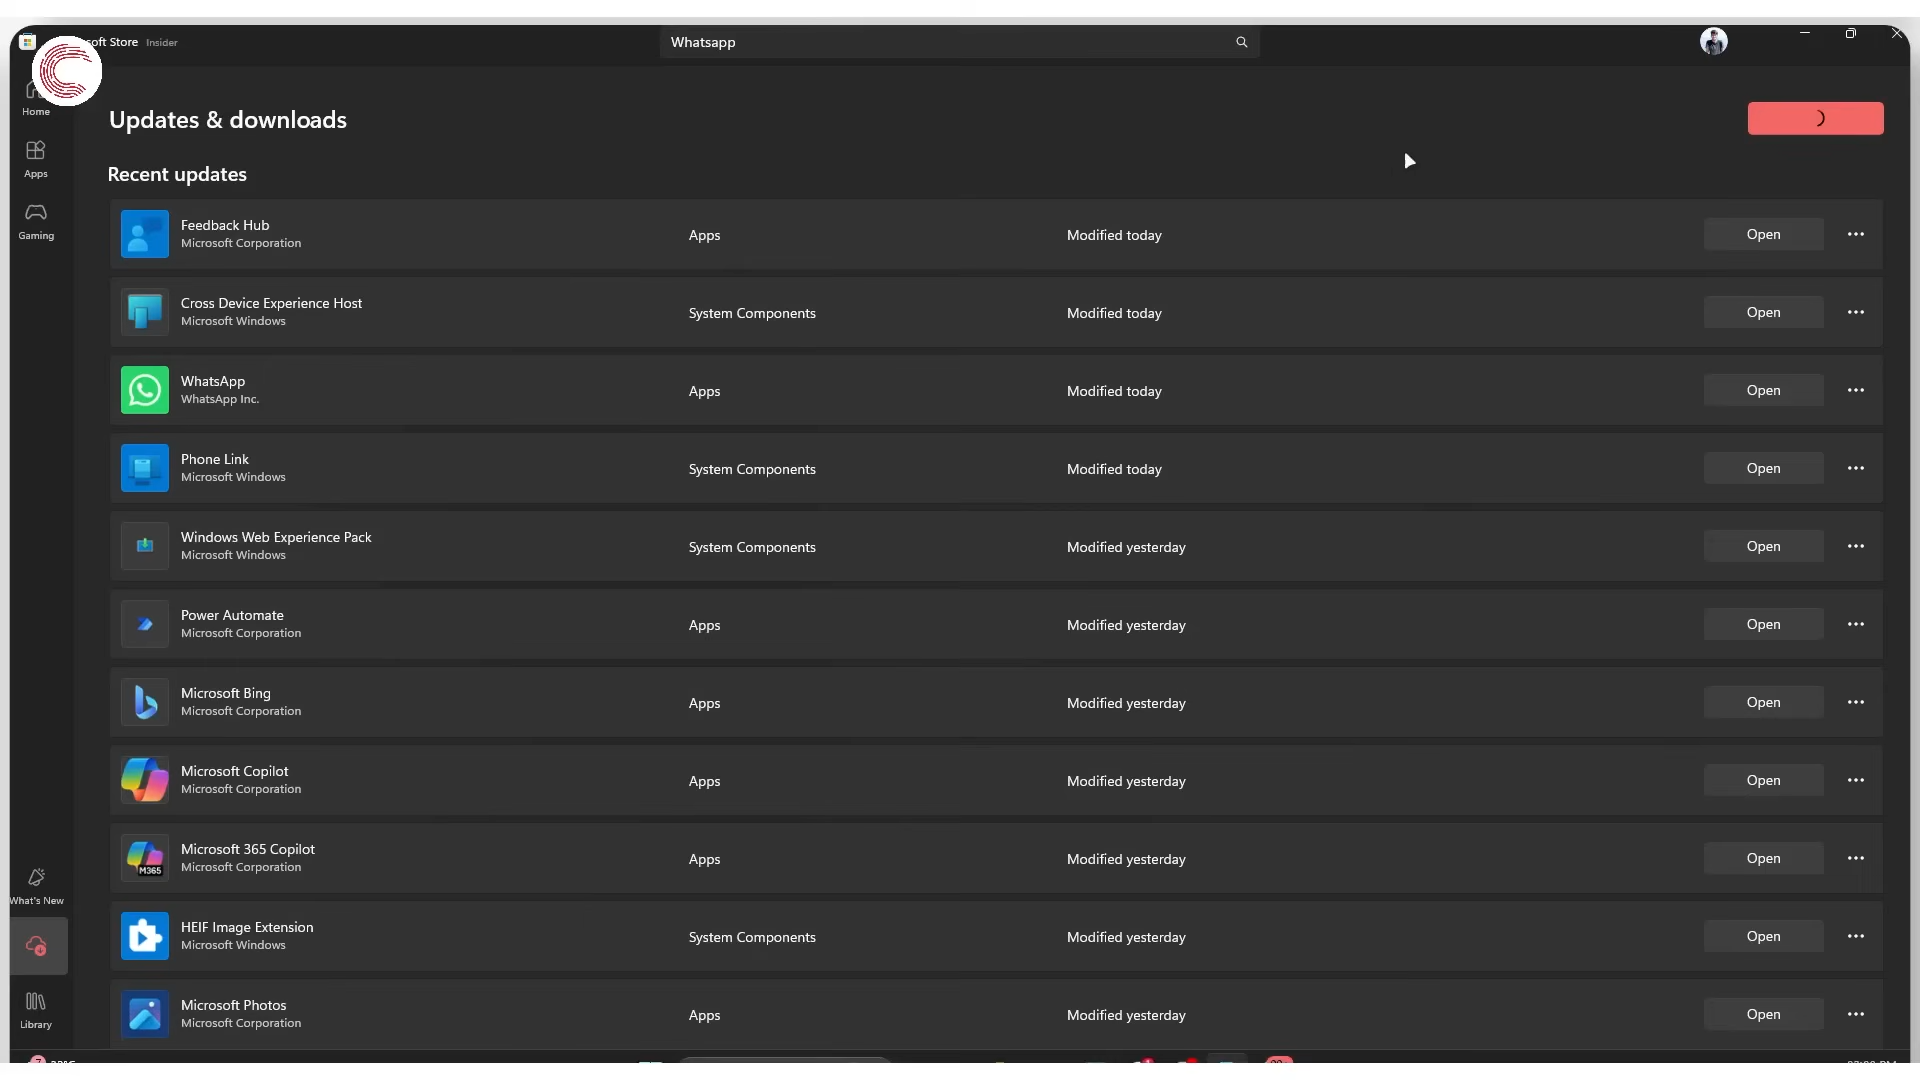 soft Store Insider
Whatsapp
Home
Apps
Gaming
What's New
Library
Updates & downloads
Recent updates
Feedback Hub
Microsoft Corporation
Apps
Modified today
Open
Cross Device Experience Host
Microsoft Windows
System Components
Modified today
Open
WhatsApp
WhatsApp Inc.
Apps
Modified today
Open
Phone Link
Microsoft Windows
System Components
Modified today
Open
Windows Web Experience Pack
Microsoft Windows
System Components
Modified yesterday
Open
Power Automate
Microsoft Corporation
Apps
Modified yesterday
Open
Microsoft Bing
Microsoft Corporation
Apps
Modified yesterday
Open
Microsoft Copilot
Microsoft Corporation
Apps
Modified yesterday
Open
M365
Microsoft 365 Copilot
Microsoft Corporation
Apps
Modified yesterday
Open
HEIF Image Extension
Microsoft Windows
System Components
Modified yesterday
Open
Microsoft Photos
Microsoft Corporation
Apps
Modified yesterday
Open